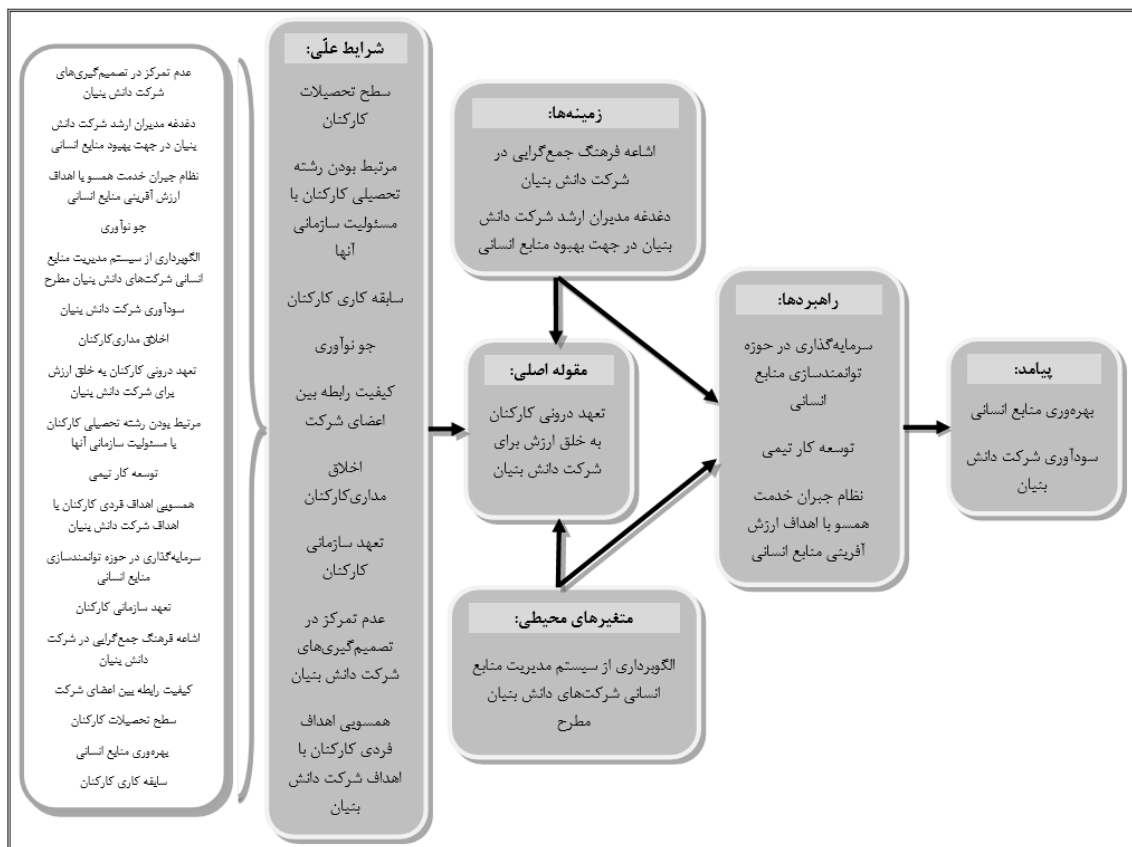 عدم تمرکز در تصمیم‌گیری‌های
شرکت دانش بنیان
دغدغه مدیران ارشد شرکت دانش
بنیان در جهت بهبود منابع انسانی
نظام جبران خدمت همسو با اهداف
ارزش آفرینی منابع انسانی
جو نوآوری
الگوبرداری از سیستم مدیریت منابع
انسانی شرکت‌های دانش بنیان مطرح
سودآوری شرکت دانش بنیان
اخلاق مداری‌کارکنان
تعهد درونی کارکنان به خلق ارزش
برای شرکت دانش بنیان
مرتبط بودن رشته تحصیلی کارکنان
با مسئولیت سازمانی آنها
توسعه کار تیمی
همسویی اهداف فردی کارکنان با
اهداف شرکت دانش بنیان
سرمایه‌گذاری در حوزه توانمندسازی
منابع انسانی
تعهد سازمانی کارکنان
اشاعه فرهنگ جمع‌گرایی در شرکت
دانش بنیان
کیفیت رابطه بین اعضای شرکت
سطح تحصیلات کارکنان
بهره‌وری منابع انسانی
سابقه کاری کارکنان
شرایط علّی:
سطح تحصیلات
کارکنان
مرتبط بودن رشته
تحصیلی کارکنان با
مسئولیت سازمانی
آنها
سابقه کاری کارکنان
جو نوآوری
کیفیت رابطه بین
اعضای شرکت
اخلاق
مداری‌کارکنان
تعهد سازمانی
کارکنان
عدم تمرکز در
تصمیم‌گیری‌های
شرکت دانش بنیان
همسویی اهداف
فردی کارکنان با
اهداف شرکت دانش
بنیان
زمینه‌ها:
اشاعه فرهنگ جمع‌گرایی در
شرکت دانش بنیان
دغدغه مدیران ارشد شرکت دانش
بنیان در جهت بهبود منابع انسانی
مقوله اصلی:
تعهد درونی کارکنان
به خلق ارزش برای
شرکت دانش بنیان
متغیرهای محیطی:
الگوبرداری از سیستم مدیریت منابع
انسانی شرکت‌های دانش بنیان
مطرح
راهبردها:
سرمایه‌گذاری در حوزه
توانمندسازی منابع
انسانی
توسعه کار تیمی
نظام جبران خدمت
همسو با اهداف ارزش
آفرینی منابع انسانی
پیامد:
بهره‌وری منابع انسانی
سودآوری شرکت دانش
بنیان